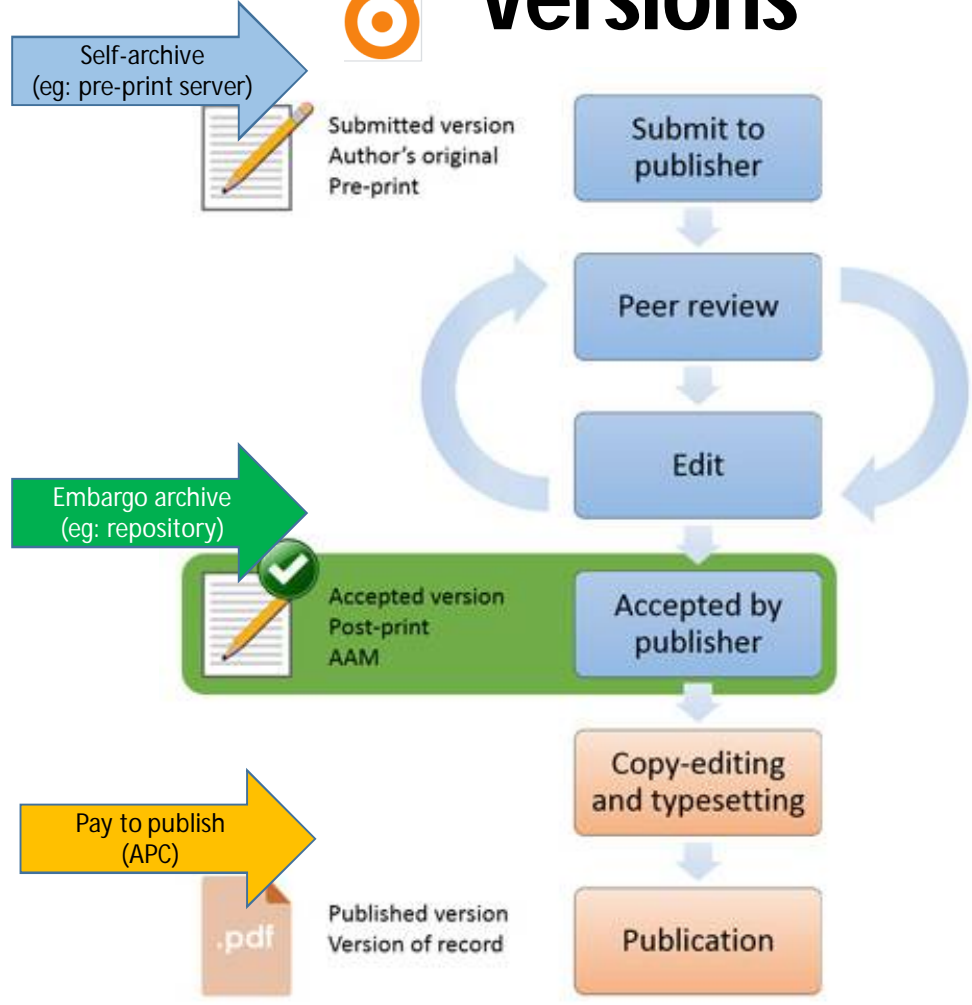 Versions
Self-archive
(eg: pre-print server)
Submitted version
Author's original
Pre-print
Submit to
publisher
Peer review
Edit
Embargo archive
(eg: repository)
Accepted version
Post-print
AAM
Accepted by
publisher
Copy-editing
and typesetting
Pay to publish
(APC)
.pdf
Published version
Version of record
Publication